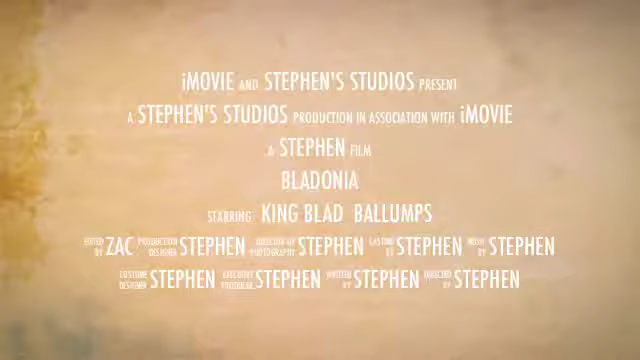 iMOVIE AND STEPHEN'S STUDIOS PRESENT
A STEPHEN'S STUDIOS PRODUCTION IN ASSOCIATION WITH iMOVIE
A STEPHEN FILM
BLADONIA
STARRING KING BLAD BALLUMPS
EDITED BY ZAC PRODUCTION DESIGNER STEPHEN DIRECTOR OF PHOTOGRAPHY STEPHEN CASTING BY STEPHEN MUSIC BY STEPHEN
COSTUME DESIGNER STEPHEN EXECUTIVE PRODUCER STEPHEN WRITTEN BY STEPHEN DIRECTED BY STEPHEN